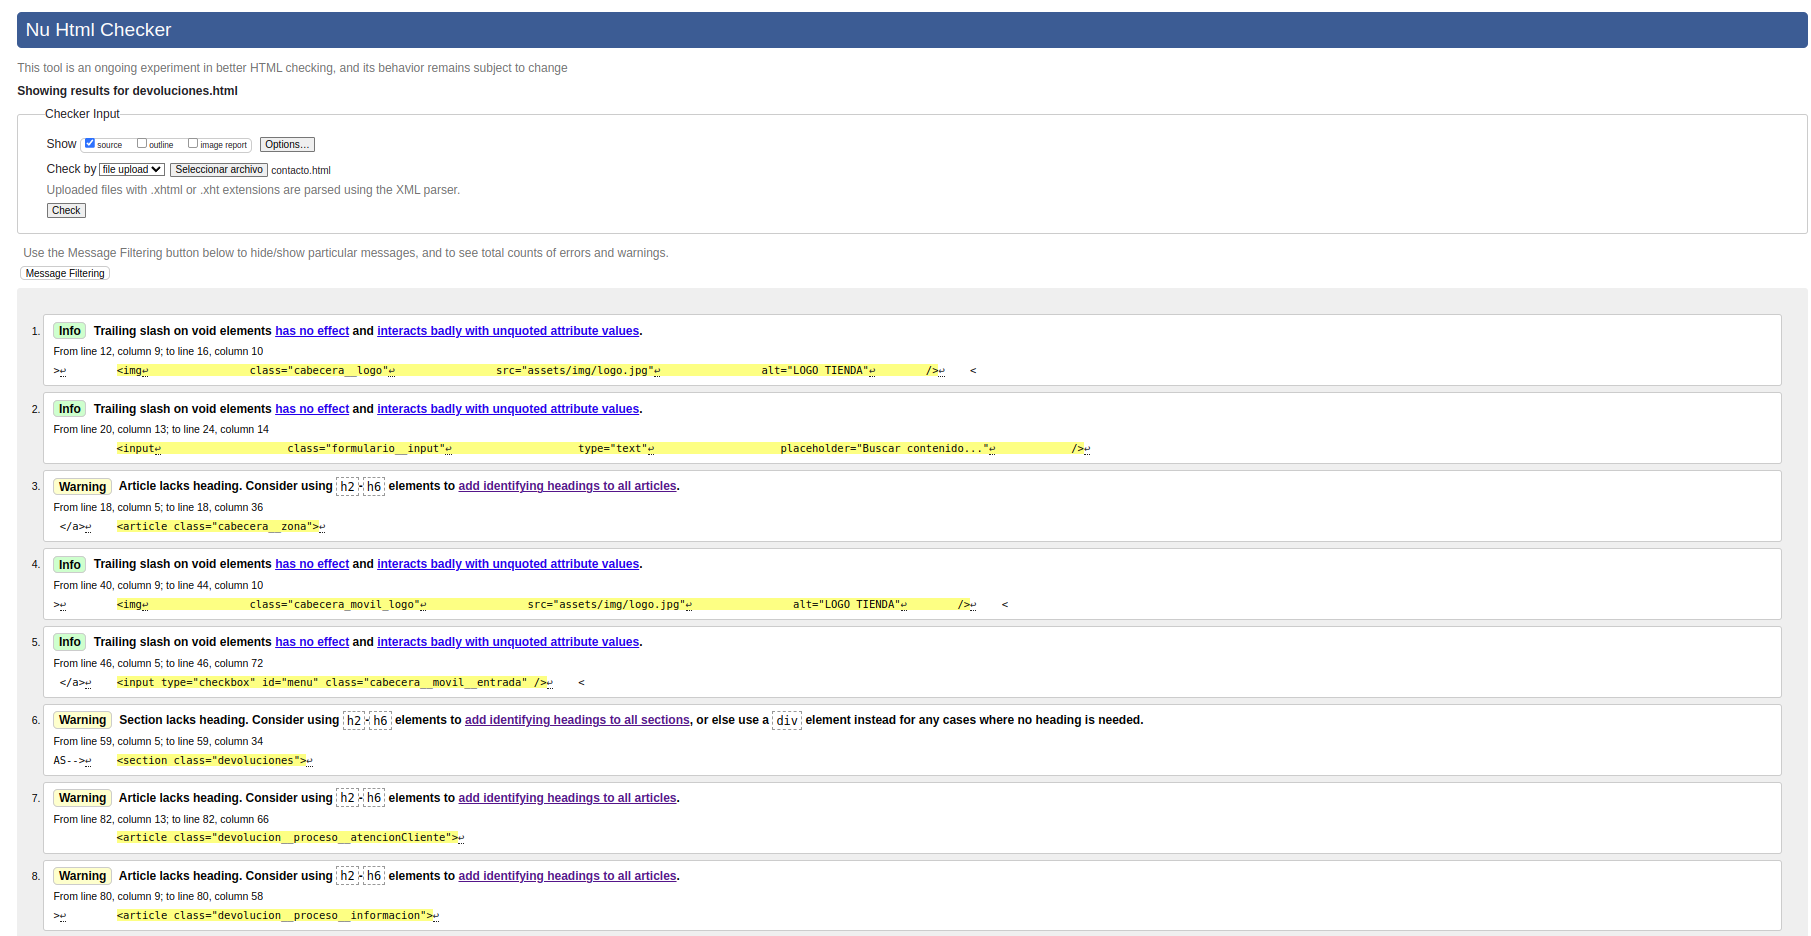 Nu Html Checker
This tool is an ongoing experiment in better HTML checking, and its behavior remains subject to change
Showing results for devoluciones.html
Checker Input
Show source outline image report Options...
Check by file upload Seleccionar archivo contacto.html
Uploaded files with .xhtml or .xht extensions are parsed using the XML parser.
Check
Use the Message Filtering button below to hide/show particular messages, and to see total counts of errors and warnings.
Message Filtering
1. Info Trailing slash on void elements has no effect and interacts badly with unquoted attribute values.
From line 12, column 9; to line 16, column 10
>↩ <img↩ class="cabecera__logo"↩ src="assets/img/logo.jpg"↩ alt="LOGO TIENDA"↩ />↩ <
2. Info Trailing slash on void elements has no effect and interacts badly with unquoted attribute values.
From line 20, column 13; to line 24, column 14
<input↩ class="formulario__input"↩ type="text"↩ placeholder="Buscar contenido..."↩ />↩
3. Warning Article lacks heading. Consider using h2-h6 elements to add identifying headings to all articles.
From line 18, column 5; to line 18, column 36
</a>↩ <article class="cabecera__zona">↩
4. Info Trailing slash on void elements has no effect and interacts badly with unquoted attribute values.
From line 40, column 9; to line 44, column 10
>↩ <img↩ class="cabecera_movil_logo"↩ src="assets/img/logo.jpg"↩ alt="LOGO TIENDA"↩ />↩ <
5. Info Trailing slash on void elements has no effect and interacts badly with unquoted attribute values.
From line 46, column 5; to line 46, column 72
</a>↩ <input type="checkbox" id="menu" class="cabecera__movil__entrada" />↩ <
6. Warning Section lacks heading. Consider using h2-h6 elements to add identifying headings to all sections, or else use a div element instead for any cases where no heading is needed.
From line 59, column 5; to line 59, column 34
AS-->↩ <section class="devoluciones">↩
7. Warning Article lacks heading. Consider using h2-h6 elements to add identifying headings to all articles.
From line 82, column 13; to line 82, column 66
<article class="devolucion__proceso__atencionCliente">↩
8. Warning Article lacks heading. Consider using h2-h6 elements to add identifying headings to all articles.
From line 80, column 9; to line 80, column 58
>↩ <article class="devolucion__proceso__informacion">↩